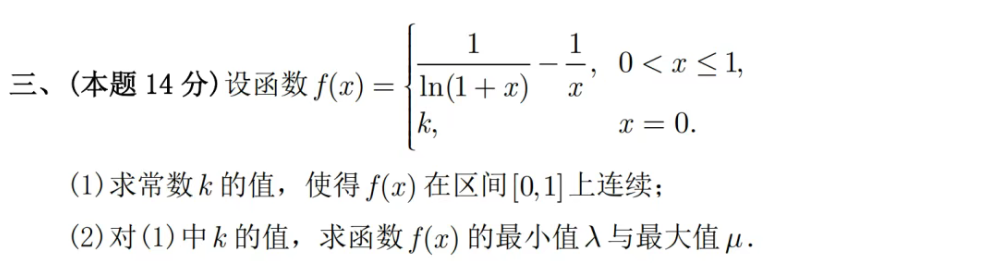 三、(本题 14 分)设函数 $f(x)=\begin{cases}\dfrac{1}{\ln(1+x)}-\dfrac{1}{x}, & 0<x\leq 1,\\ k, & x=0.\end{cases}$
(1)求常数 $k$ 的值，使得 $f(x)$ 在区间$[0,1]$上连续；
(2)对(1)中 $k$ 的值，求函数 $f(x)$ 的最小值 $\lambda$ 与最大值 $\mu$.